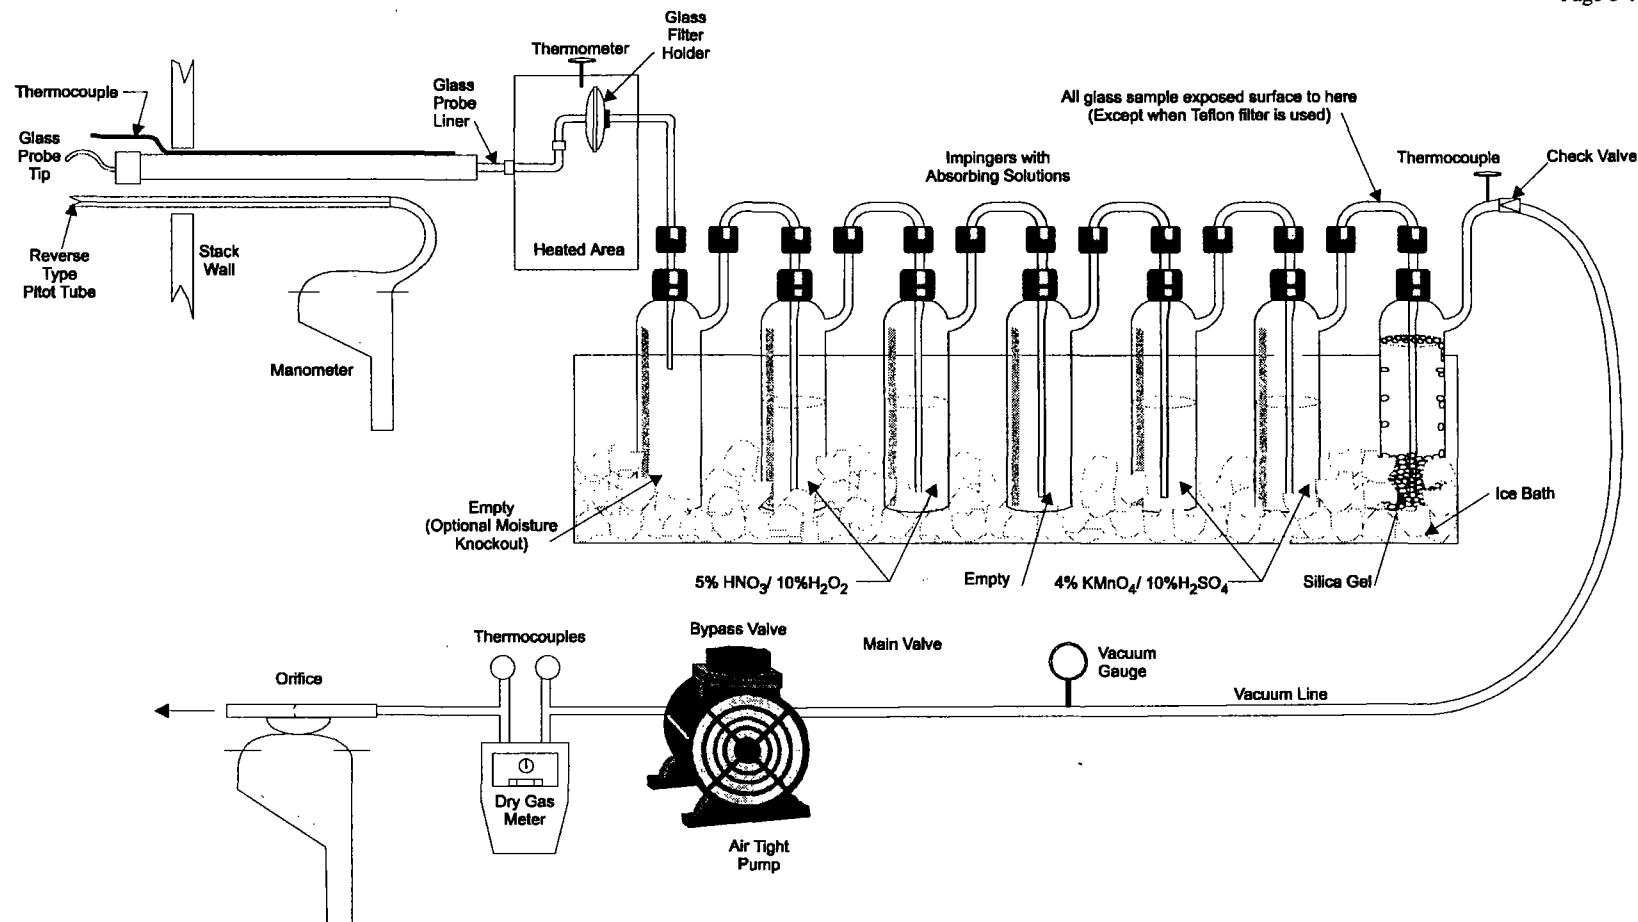 Glass
Filter
Holder
Thermometer
Thermocouple
Glass
Probe
Liner
Glass
Probe
Tip
All glass sample exposed surface to here
(Except when Teflon filter is used)
Impingers with
Absorbing Solutions
Thermocouple
Check Valve
Heated Area
Stack
Wall
Reverse
Type
Pitot Tube
Manometer
Empty
(Optional Moisture
Knockout)
Ice Bath
5% HNO₃/ 10%H₂O₂
Empty
4% KMnO₄/ 10%H₂SO₄
Silica Gel
Thermocouples
Bypass Valve
Main Valve
Vacuum
Gauge
Orifice
Vacuum Line
Dry Gas
Meter
Air Tight
Pump